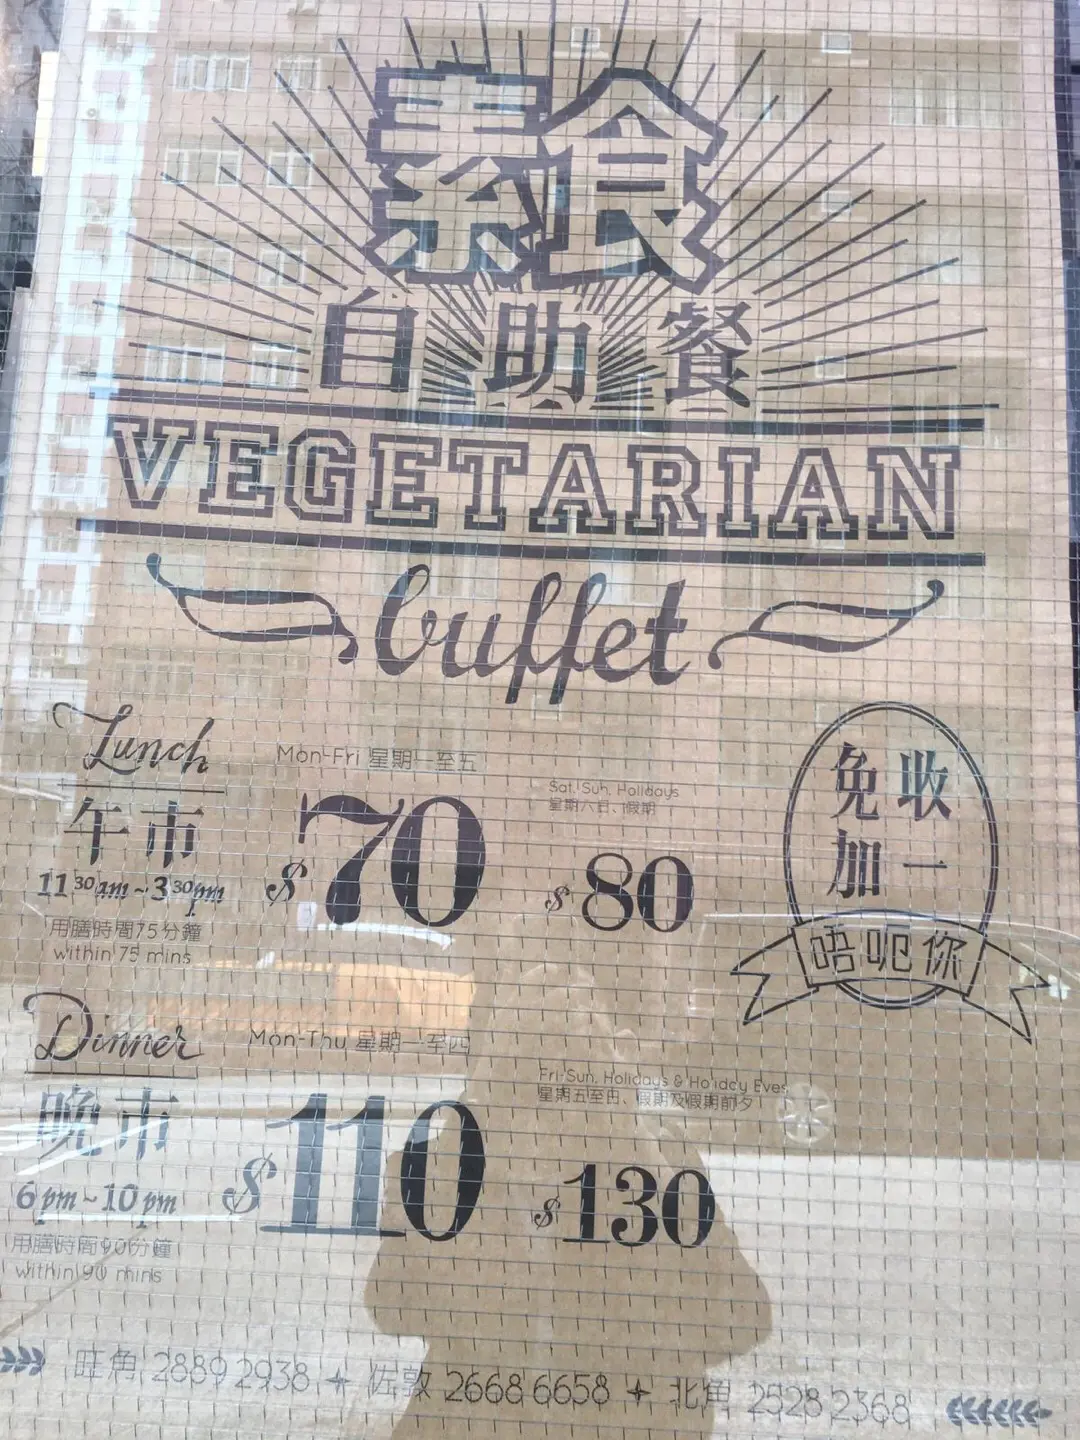 素食
自助餐
VEGETARIAN
buffet
Lunch
午市
11:30am~3:30pm
用膳時間75分鐘
within 75 mins
Mon-Fri 星期一至五
$70
Sat, Sun, Holidays
星期六日、假期
$80
免收
加一
唔呃你
Dinner
晚市
6pm~10pm
用膳時間90分鐘
within 90 mins
Mon-Thu 星期一至四
$110
Fri-Sun, Holidays & Holiday Eves
星期五至日、假期及假期前夕
$130
旺角 2889 2938 + 佐敦 2668 6658 + 北角 2528 2368